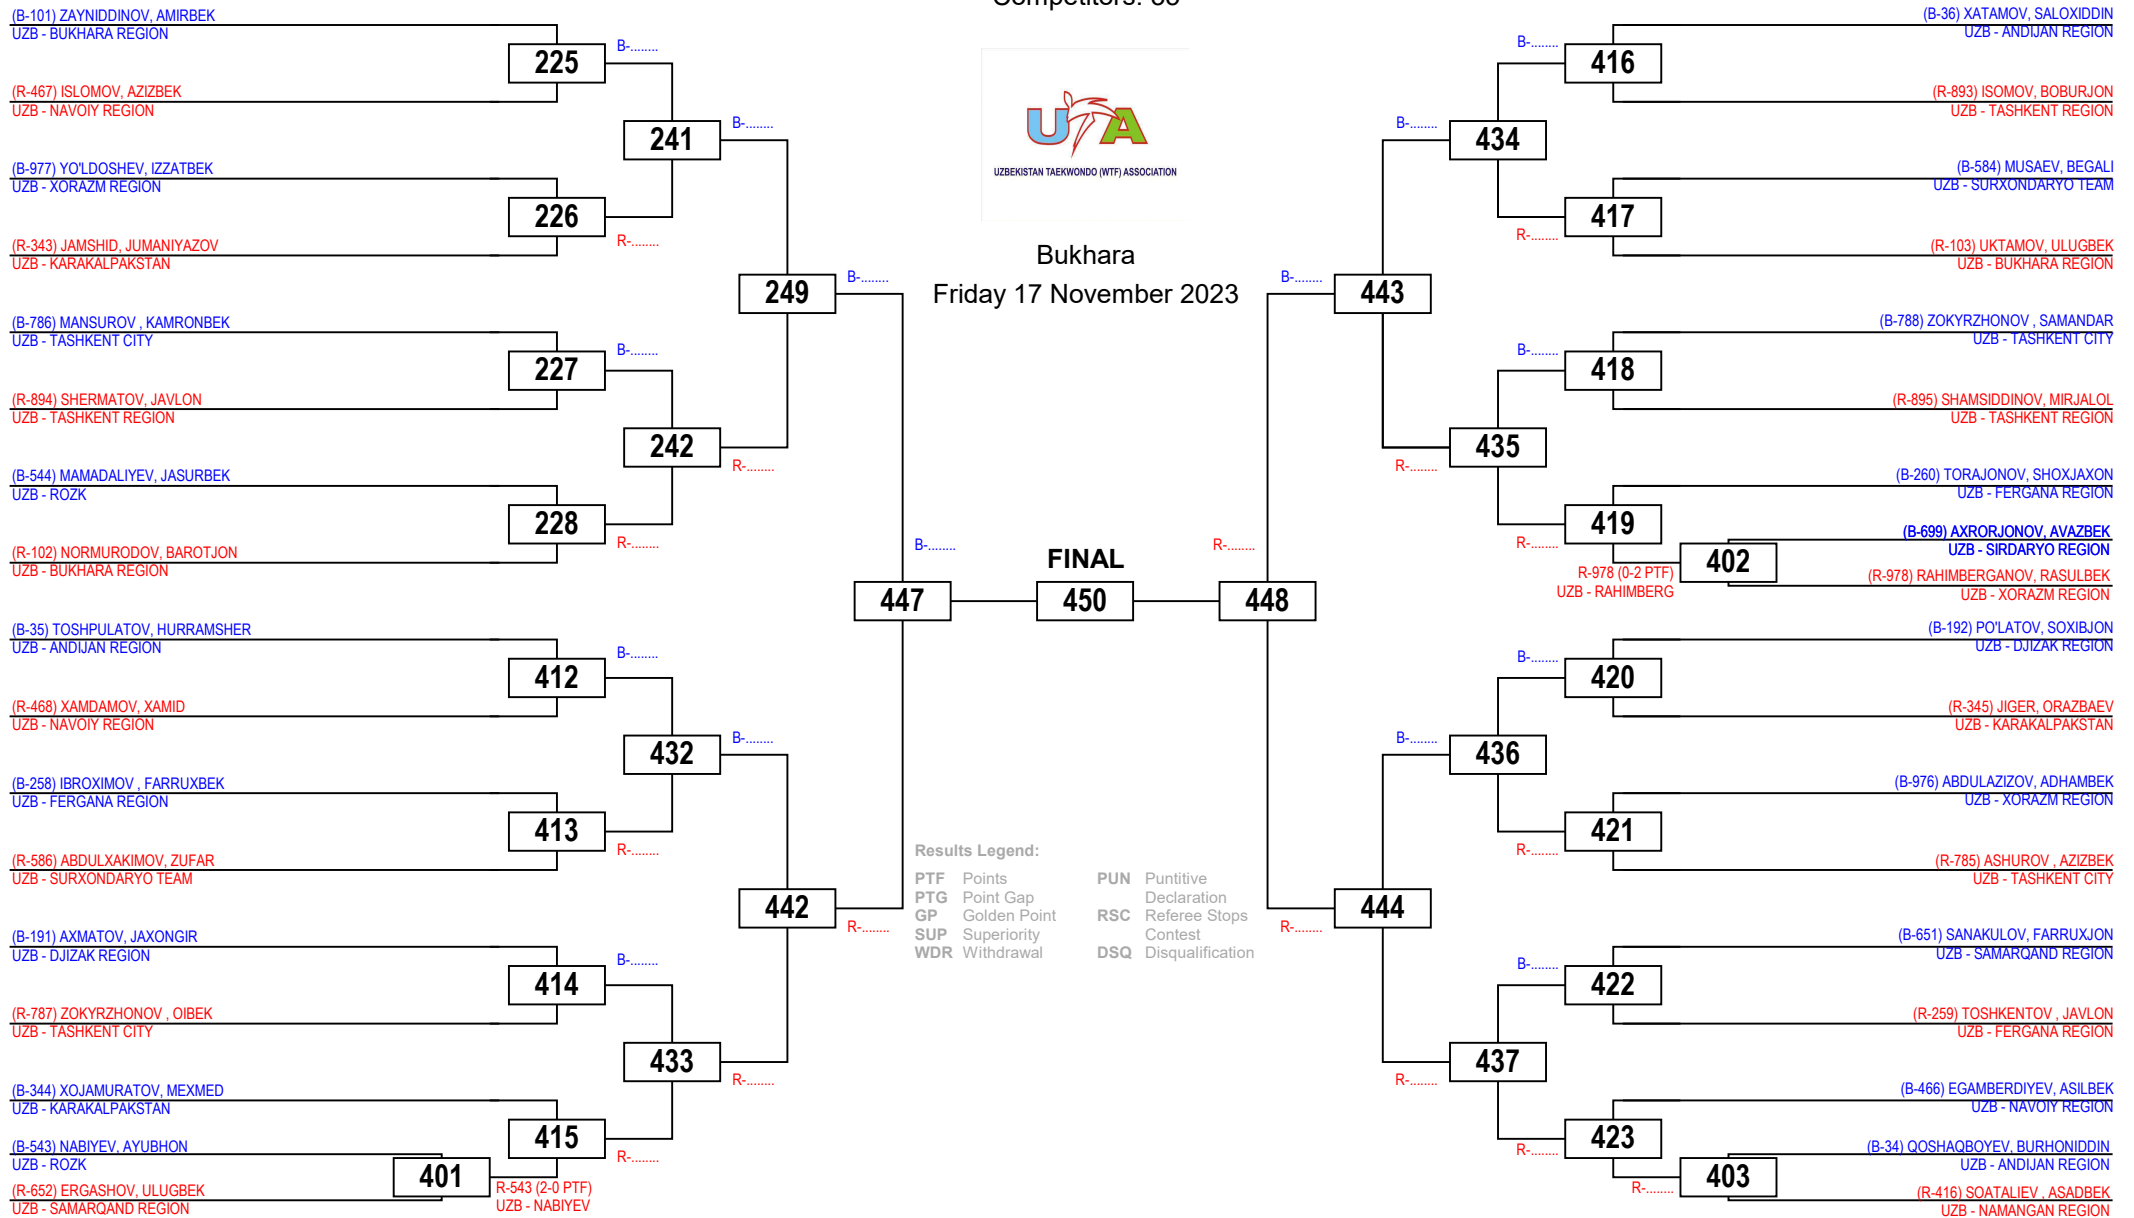 (B-101) ZAYNIDDINOV, AMIRBEK
UZB - BUKHARA REGION
225
B-........
(R-467) ISLOMOV, AZIZBEK
UZB - NAVOIY REGION
241
B-........
(B-977) YO'LDOSHEV, IZZATBEK
UZB - XORAZM REGION
226
R-........
(R-343) JAMSHID, JUMANIYAZOV
UZB - KARAKALPAKSTAN
249
B-........
(B-786) MANSUROV , KAMRONBEK
UZB - TASHKENT CITY
227
B-........
(R-894) SHERMATOV, JAVLON
UZB - TASHKENT REGION
242
R-........
(B-544) MAMADALIYEV, JASURBEK
UZB - ROZK
228
R-........
(R-102) NORMURODOV, BAROTJON
UZB - BUKHARA REGION
447
B-........
(B-35) TOSHPULATOV, HURRAMSHER
UZB - ANDIJAN REGION
412
B-........
(R-468) XAMDAMOV, XAMID
UZB - NAVOIY REGION
432
B-........
(B-258) IBROXIMOV , FARRUXBEK
UZB - FERGANA REGION
413
R-........
(R-586) ABDULXAKIMOV, ZUFAR
UZB - SURXONDARYO TEAM
442
R-........
(B-191) AXMATOV, JAXONGIR
UZB - DJIZAK REGION
414
B-........
(R-787) ZOKYRZHONOV , OIBEK
UZB - TASHKENT CITY
433
R-........
(B-344) XOJAMURATOV, MEXMED
UZB - KARAKALPAKSTAN
415
R-........
(B-543) NABIYEV, AYUBHON
UZB - ROZK
401
R-543 (2-0 PTF)
UZB - NABIYEV
(R-652) ERGASHOV, ULUGBEK
UZB - SAMARQAND REGION
UTA
UZBEKISTAN TAEKWONDO (WTF) ASSOCIATION
Bukhara
Friday 17 November 2023
FINAL
450
Results Legend:
PTF Points
PTG Point Gap
GP Golden Point
SUP Superiority
WDR Withdrawal
PUN Puntitive
Declaration
RSC Referee Stops
Contest
DSQ Disqualification
(B-36) XATAMOV, SALOXIDDIN
UZB - ANDIJAN REGION
B-........
416
(R-893) ISOMOV, BOBURJON
UZB - TASHKENT REGION
B-........
434
(B-584) MUSAEV, BEGALI
UZB - SURXONDARYO TEAM
417
R-........
(R-103) UKTAMOV, ULUGBEK
UZB - BUKHARA REGION
B-........
443
(B-788) ZOKYRZHONOV , SAMANDAR
UZB - TASHKENT CITY
B-........
418
(R-895) SHAMSIDDINOV, MIRJALOL
UZB - TASHKENT REGION
435
R-........
(B-260) TORAJONOV, SHOXJAXON
UZB - FERGANA REGION
419
R-........
(B-699) AXRORJONOV, AVAZBEK
UZB - SIRDARYO REGION
402
R-978 (0-2 PTF)
UZB - RAHIMBERG
(R-978) RAHIMBERGANOV, RASULBEK
UZB - XORAZM REGION
R-........
448
(B-192) PO'LATOV, SOXIBJON
UZB - DJIZAK REGION
B-........
420
(R-345) JIGER, ORAZBAEV
UZB - KARAKALPAKSTAN
B-........
436
(B-976) ABDULAZIZOV, ADHAMBEK
UZB - XORAZM REGION
421
R-........
(R-785) ASHUROV , AZIZBEK
UZB - TASHKENT CITY
444
R-........
(B-651) SANAKULOV, FARRUXJON
UZB - SAMARQAND REGION
B-........
422
(R-259) TOSHKENTOV , JAVLON
UZB - FERGANA REGION
437
R-........
(B-466) EGAMBERDIYEV, ASILBEK
UZB - NAVOIY REGION
423
R-........
(B-34) QOSHAQBOYEV, BURHONIDDIN
UZB - ANDIJAN REGION
403
R-........
(R-416) SOATALIEV , ASADBEK
UZB - NAMANGAN REGION